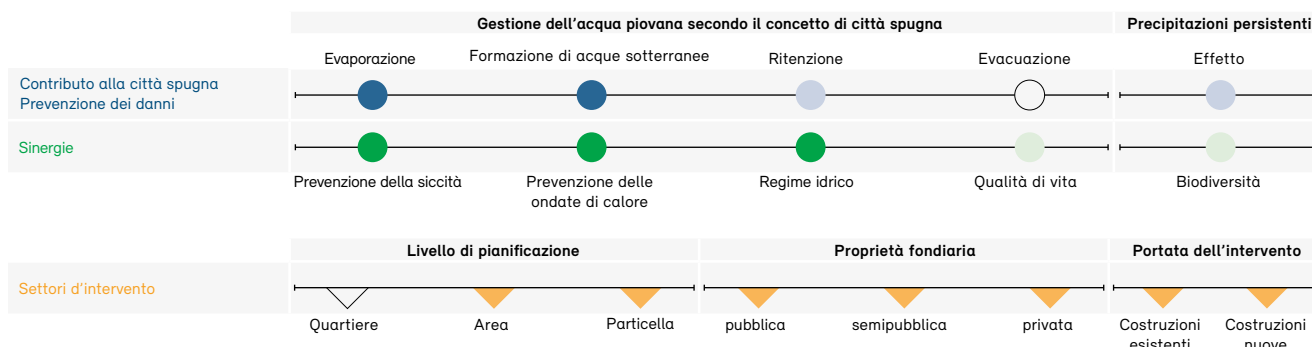 Gestione dell'acqua piovana secondo il concetto di città spugna
Precipitazioni persistenti
Evaporazione
Formazione di acque sotterranee
Ritenzione
Evacuazione
Effetto
Contributo alla città spugna
Prevenzione dei danni
Sinergie
Prevenzione della siccità
Prevenzione delle
ondate di calore
Regime idrico
Qualità di vita
Biodiversità
Livello di pianificazione
Proprietà fondiaria
Portata dell'intervento
Settori d'intervento
Quartiere
Area
Particella
pubblica
semipubblica
privata
Costruzioni
esistenti
Costruzioni
nuove